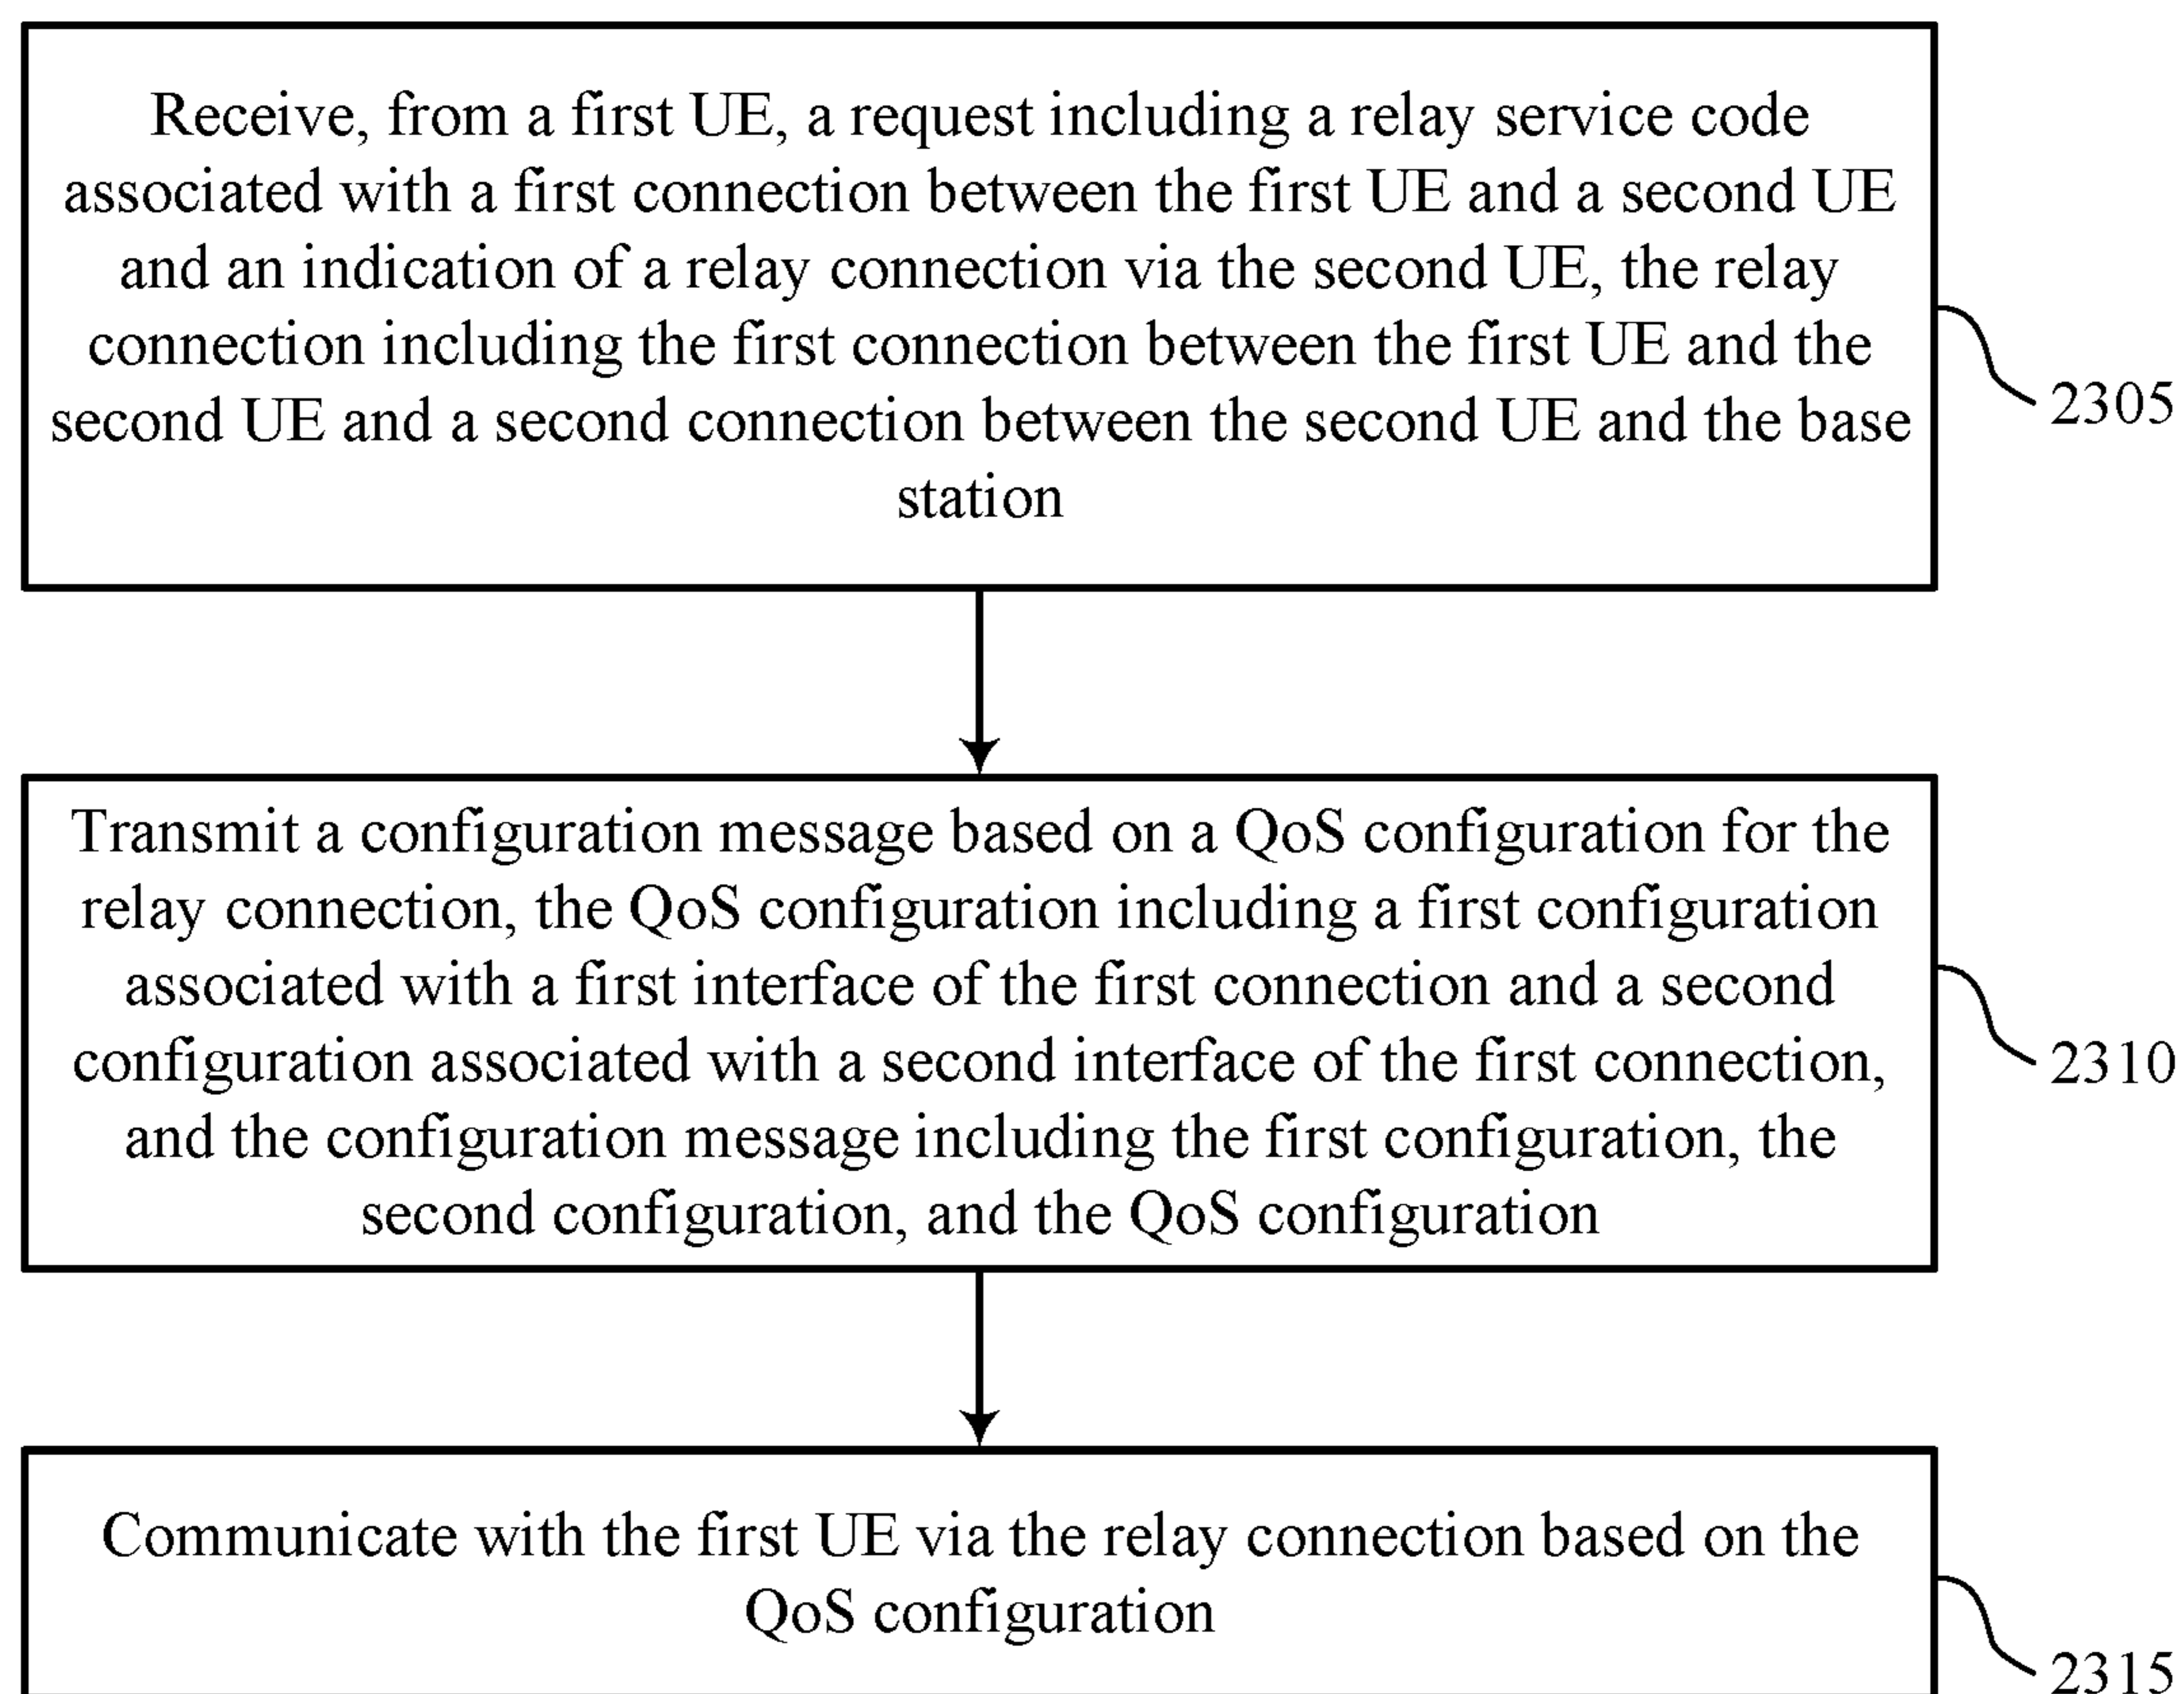 Receive, from a first UE, a request including a relay service code
associated with a first connection between the first UE and a second UE
and an indication of a relay connection via the second UE, the relay
connection including the first connection between the first UE and the
second UE and a second connection between the second UE and the base
station
2305
Transmit a configuration message based on a QoS configuration for the
relay connection, the QoS configuration including a first configuration
associated with a first interface of the first connection and a second
configuration associated with a second interface of the first connection,
and the configuration message including the first configuration, the
second configuration, and the QoS configuration
2310
Communicate with the first UE via the relay connection based on the
QoS configuration
2315